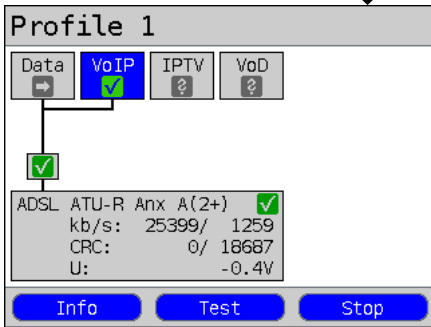 Profile 1
Data VoIP IPTV VoD
ADSL ATU-R Anx A(2+)
kb/s: 25399/ 1259
CRC: 0/ 18687
U: -0.4V
Info Test Stop